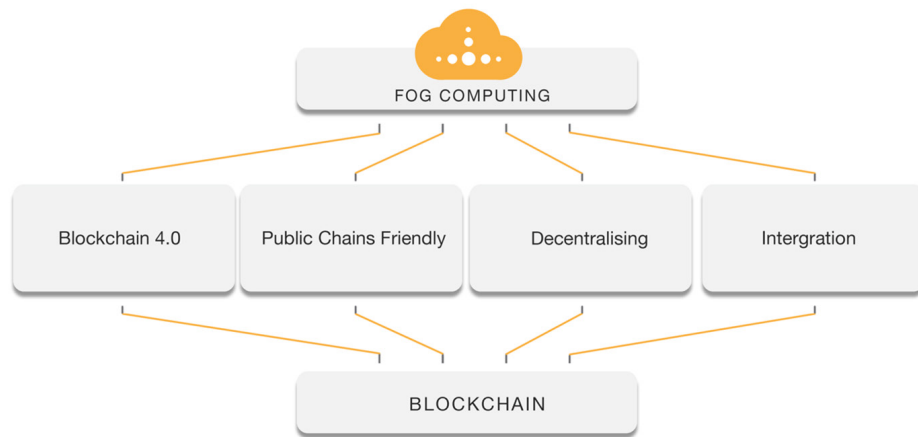 FOG COMPUTING
Blockchain 4.0
Public Chains Friendly
Decentralising
Intergration
BLOCKCHAIN